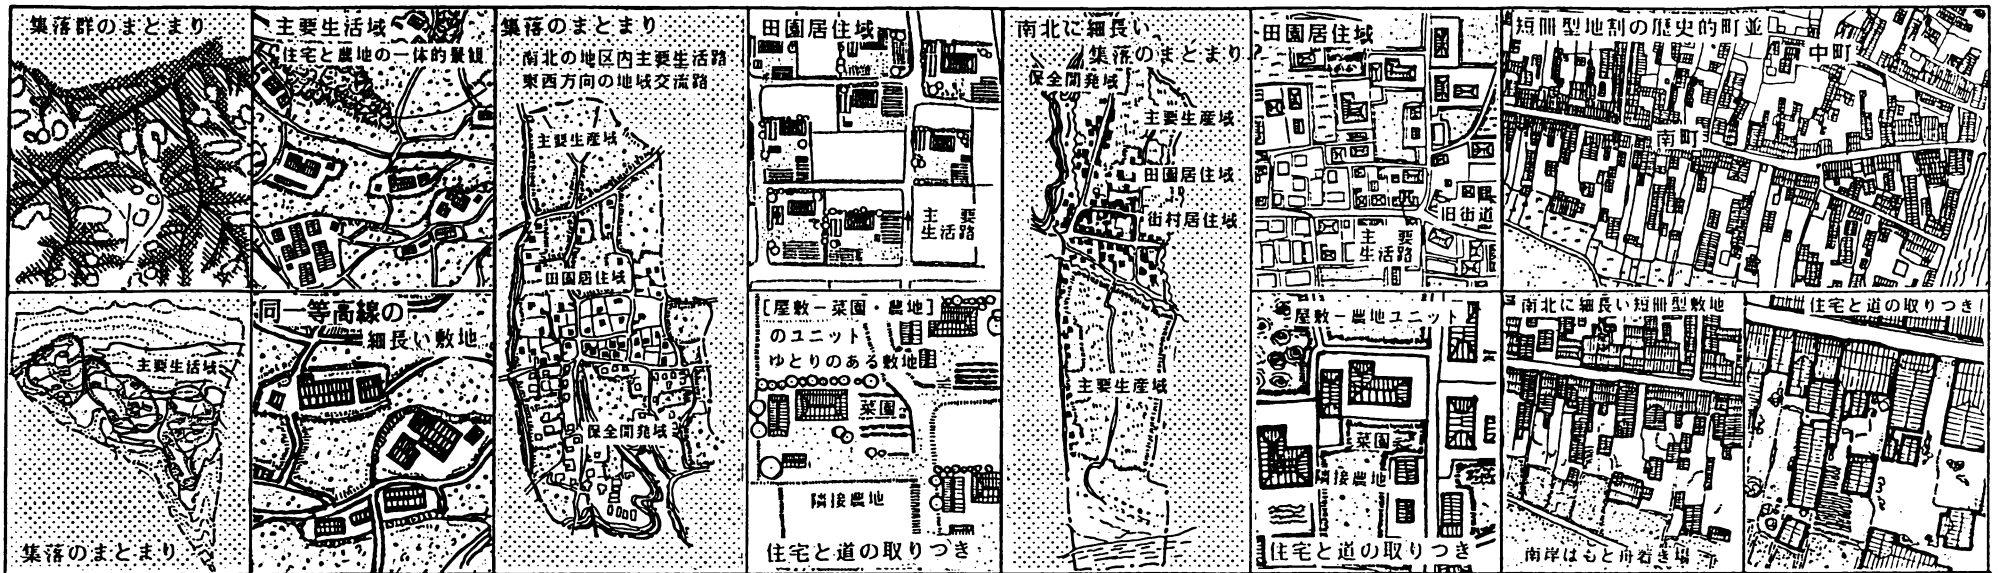 集落群のまとまり
主要生活域
住宅と農地の一体的景観
主要生活域
集落のまとまり
同一等高線の
細長い敷地
集落のまとまり
南北の地区内主要生活路
東西方向の地域交流路
主要生産域
田園居住域
保全開発域
田園居住域
主要
生活路
[屋敷－菜園・農地]
のユニット
ゆとりのある敷地
菜園
隣接農地
住宅と道の取りつき
南北に細長い
集落のまとまり
保全開発域
主要生産域
田園居住域
街村居住域
主要生産域
田園居住域
旧街道
主要
生活路
屋敷－農地ユニット
菜園
隣接農地
住宅と道の取りつき
短冊型地割の歴史的町並
中町
南町
南北に細長い短冊型敷地
南岸はもと舟着き場
住宅と道の取りつき